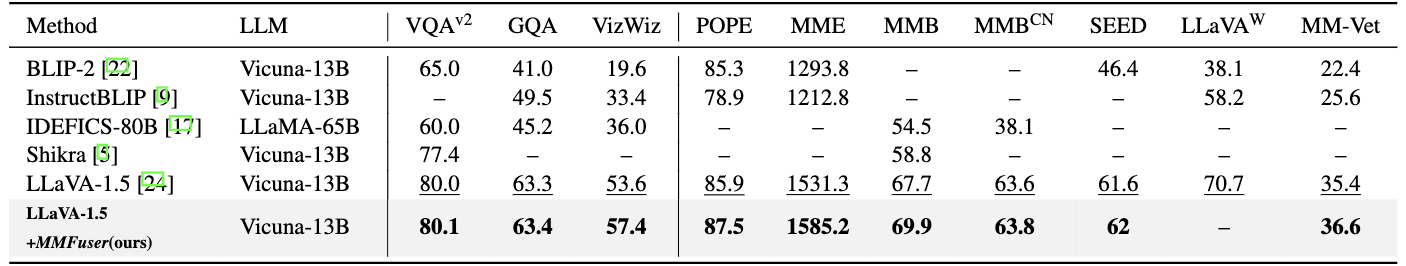 Method LLM VQAv2 GQA VizWiz POPE MME MMB MMBCN SEED LLaVAW MM-Vet
BLIP-2 [22] Vicuna-13B 65.0 41.0 19.6 85.3 1293.8 – – 46.4 38.1 22.4
InstructBLIP [9] Vicuna-13B – 49.5 33.4 78.9 1212.8 – – – 58.2 25.6
IDEFICS-80B [17] LLaMA-65B 60.0 45.2 36.0 – – 54.5 38.1 – – –
Shikra [5] Vicuna-13B 77.4 – – – – 58.8 – – – –
LLaVA-1.5 [24] Vicuna-13B 80.0 63.3 53.6 85.9 1531.3 67.7 63.6 61.6 70.7 35.4
LLaVA-1.5
+MMFuser(ours) Vicuna-13B 80.1 63.4 57.4 87.5 1585.2 69.9 63.8 62 – 36.6